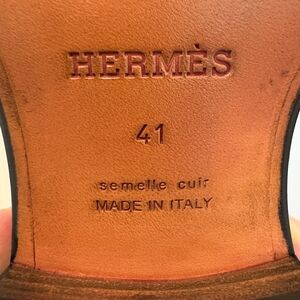 HERMÈS
41
semelle cuir
MADE IN ITALY